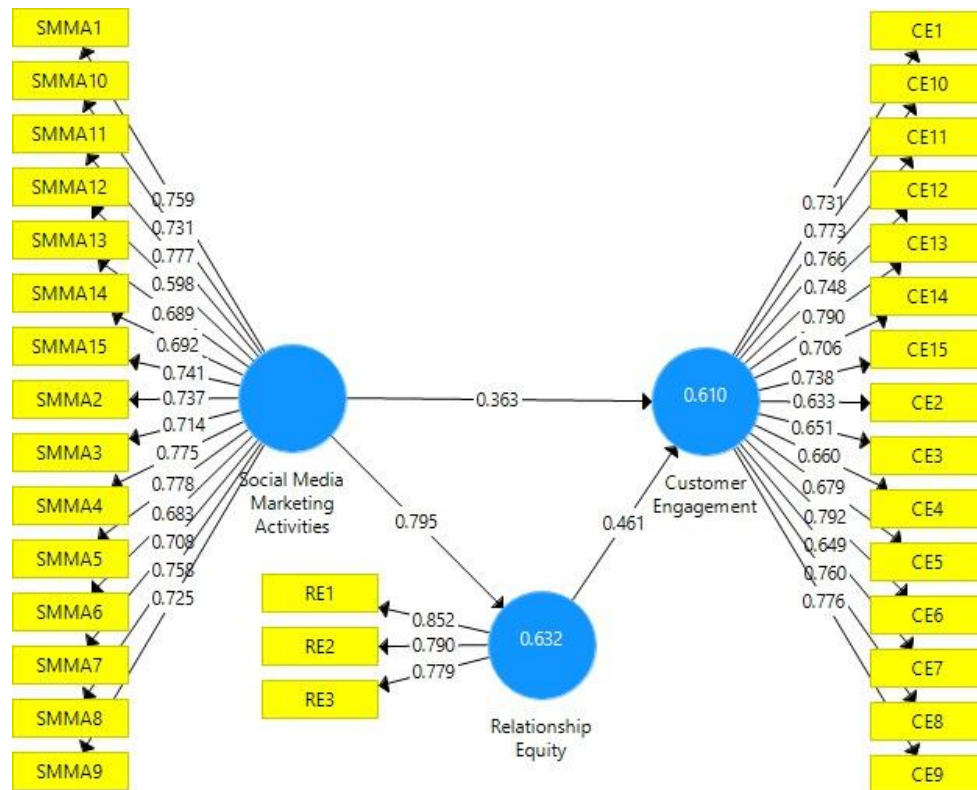 SMMA1
SMMA10
SMMA11
SMMA12
SMMA13
SMMA14
SMMA15
SMMA2
SMMA3
SMMA4
SMMA5
SMMA6
SMMA7
SMMA8
SMMA9
0.759
0.731
0.777
0.598
0.689
0.692
0.741
0.737
0.714
0.775
0.778
0.683
0.708
0.758
0.725
Social Media
Marketing
Activities
0.363
0.795
0.461
RE1
RE2
RE3
0.852
0.790
0.779
0.632
Relationship
Equity
0.610
Customer
Engagement
0.731
0.773
0.766
0.748
0.790
0.706
0.738
0.633
0.651
0.660
0.679
0.792
0.649
0.760
0.776
CE1
CE10
CE11
CE12
CE13
CE14
CE15
CE2
CE3
CE4
CE5
CE6
CE7
CE8
CE9